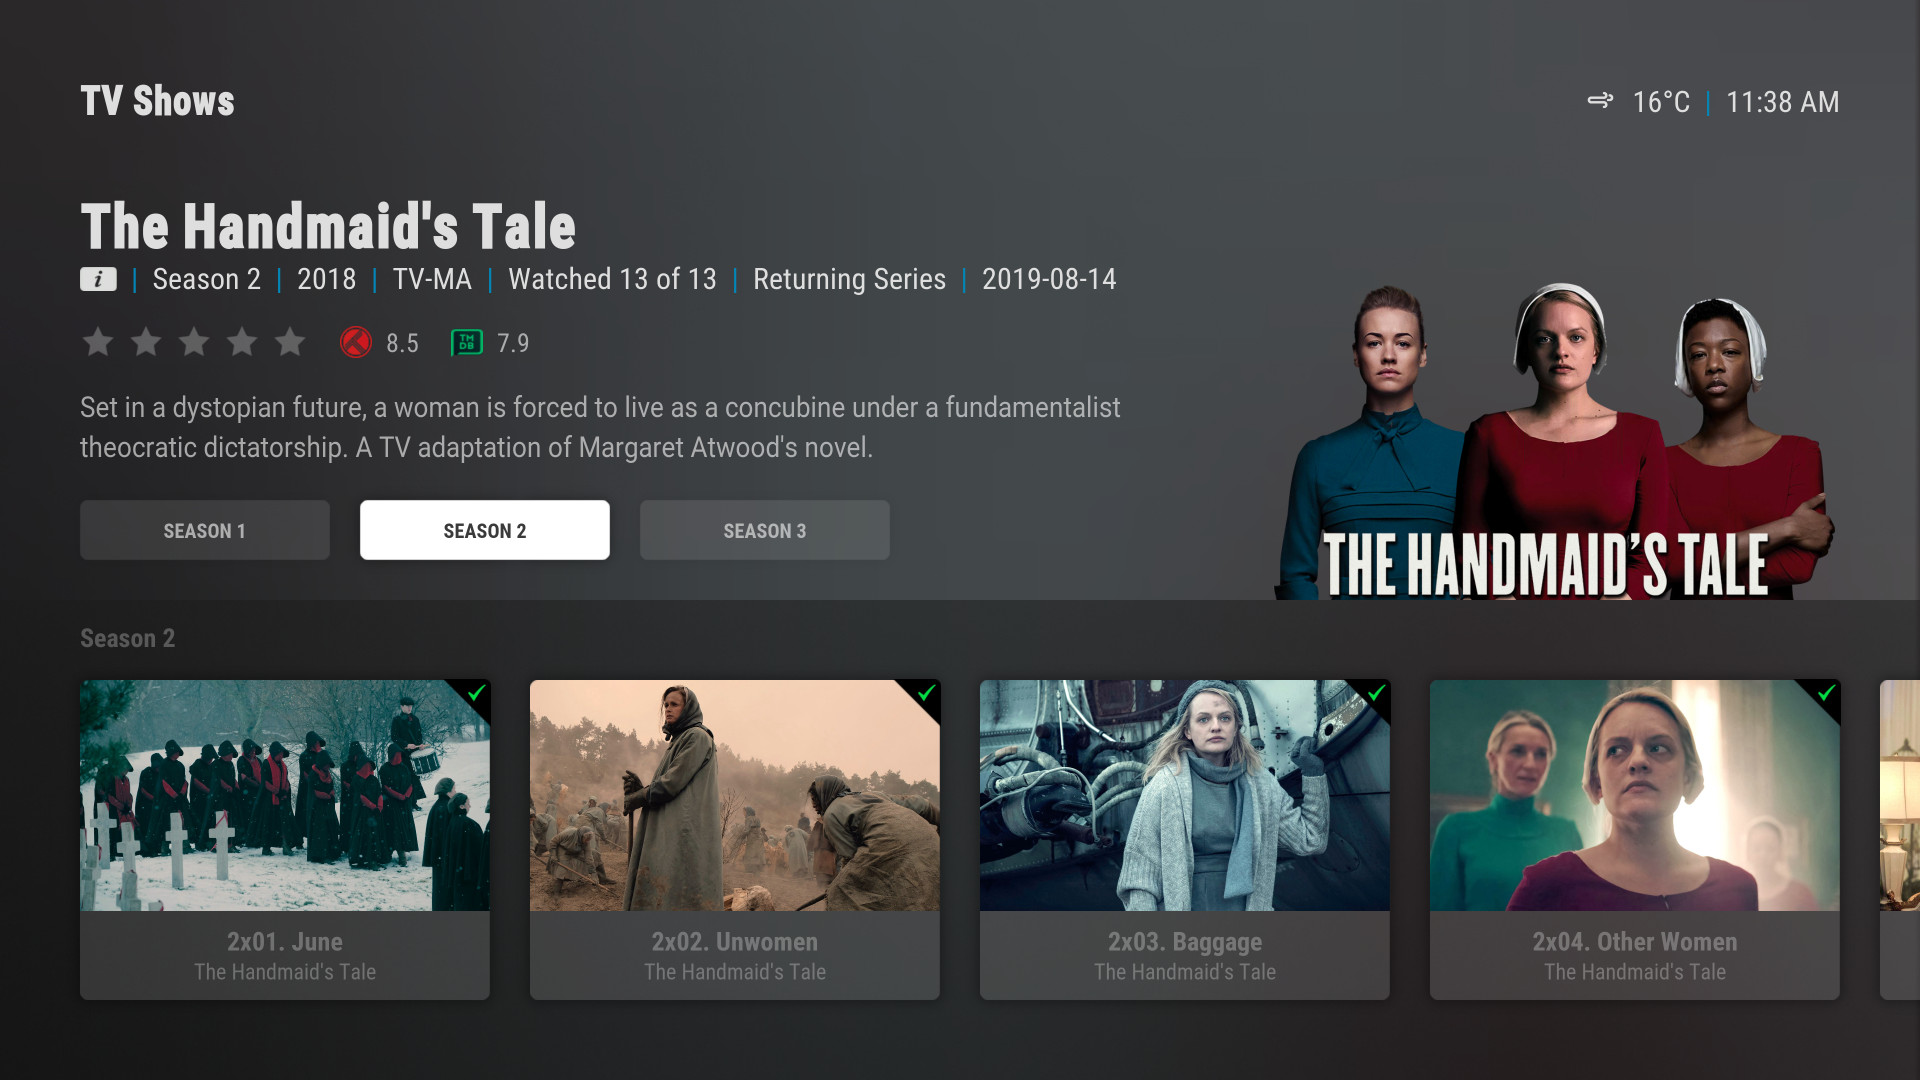 TV Shows
16°C | 11:38 AM
The Handmaid's Tale
i | Season 2 | 2018 | TV-MA | Watched 13 of 13 | Returning Series | 2019-08-14
8.5 TMDB 7.9
Set in a dystopian future, a woman is forced to live as a concubine under a fundamentalist
theocratic dictatorship. A TV adaptation of Margaret Atwood's novel.
SEASON 1 SEASON 2 SEASON 3
THE HANDMAID'S TALE
Season 2
2x01. June
The Handmaid's Tale
2x02. Unwomen
The Handmaid's Tale
2x03. Baggage
The Handmaid's Tale
2x04. Other Women
The Handmaid's Tale